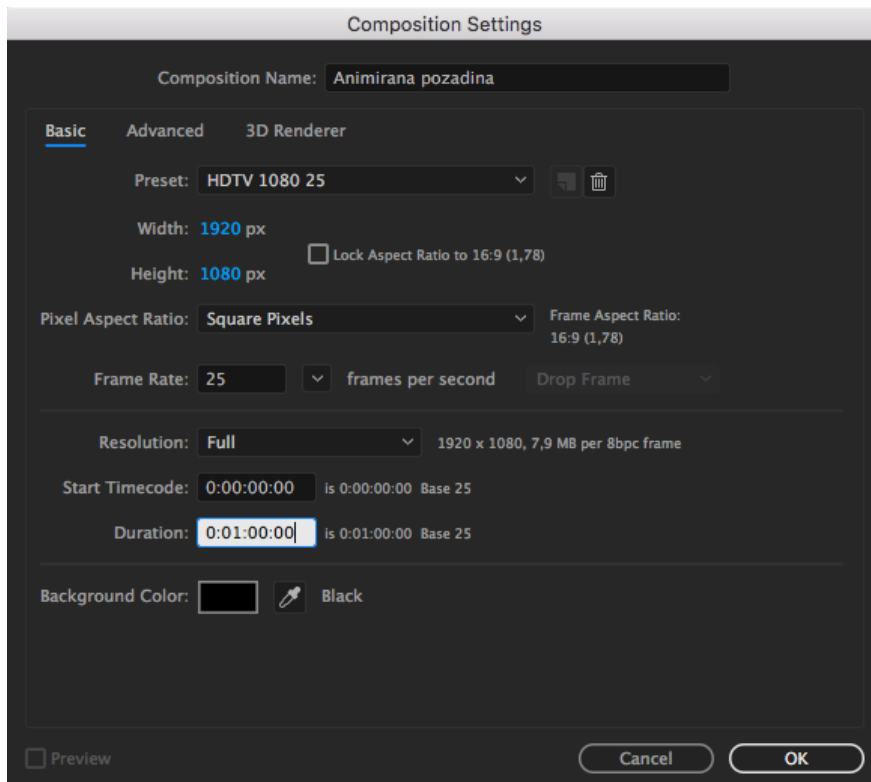 Composition Settings
Composition Name: Animirana pozadina
Basic Advanced 3D Renderer
Preset: HDTV 1080 25
Width: 1920 px
Lock Aspect Ratio to 16:9 (1,78)
Height: 1080 px
Pixel Aspect Ratio: Square Pixels
Frame Aspect Ratio:
16:9 (1,78)
Frame Rate: 25 frames per second Drop Frame
Resolution: Full 1920 x 1080, 7,9 MB per 8bpc frame
Start Timecode: 0:00:00:00 is 0:00:00:00 Base 25
Duration: 0:01:00:00 is 0:01:00:00 Base 25
Background Color: Black
Preview Cancel OK